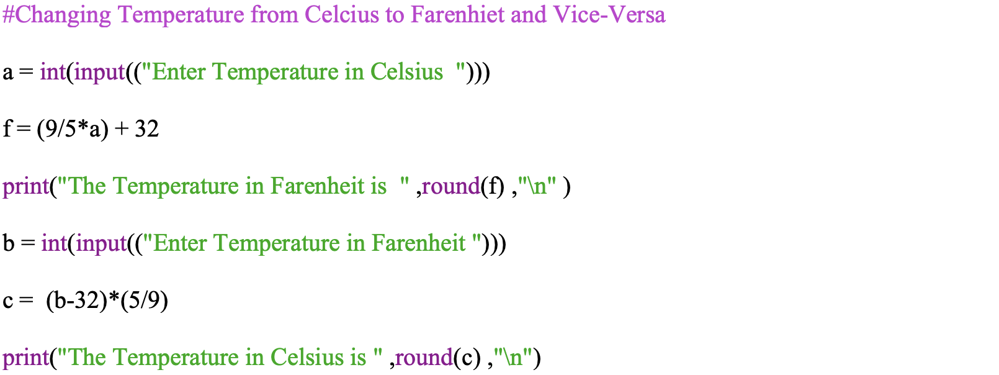 #Changing Temperature from Celcius to Farenhiet and Vice-Versa
a = int(input(("Enter Temperature in Celsius  ")))
f = (9/5*a) + 32
print("The Temperature in Farenheit is  " ,round(f) ,"\n" )
b = int(input(("Enter Temperature in Farenheit ")))
c =  (b-32)*(5/9)
print("The Temperature in Celsius is " ,round(c) ,"\n")